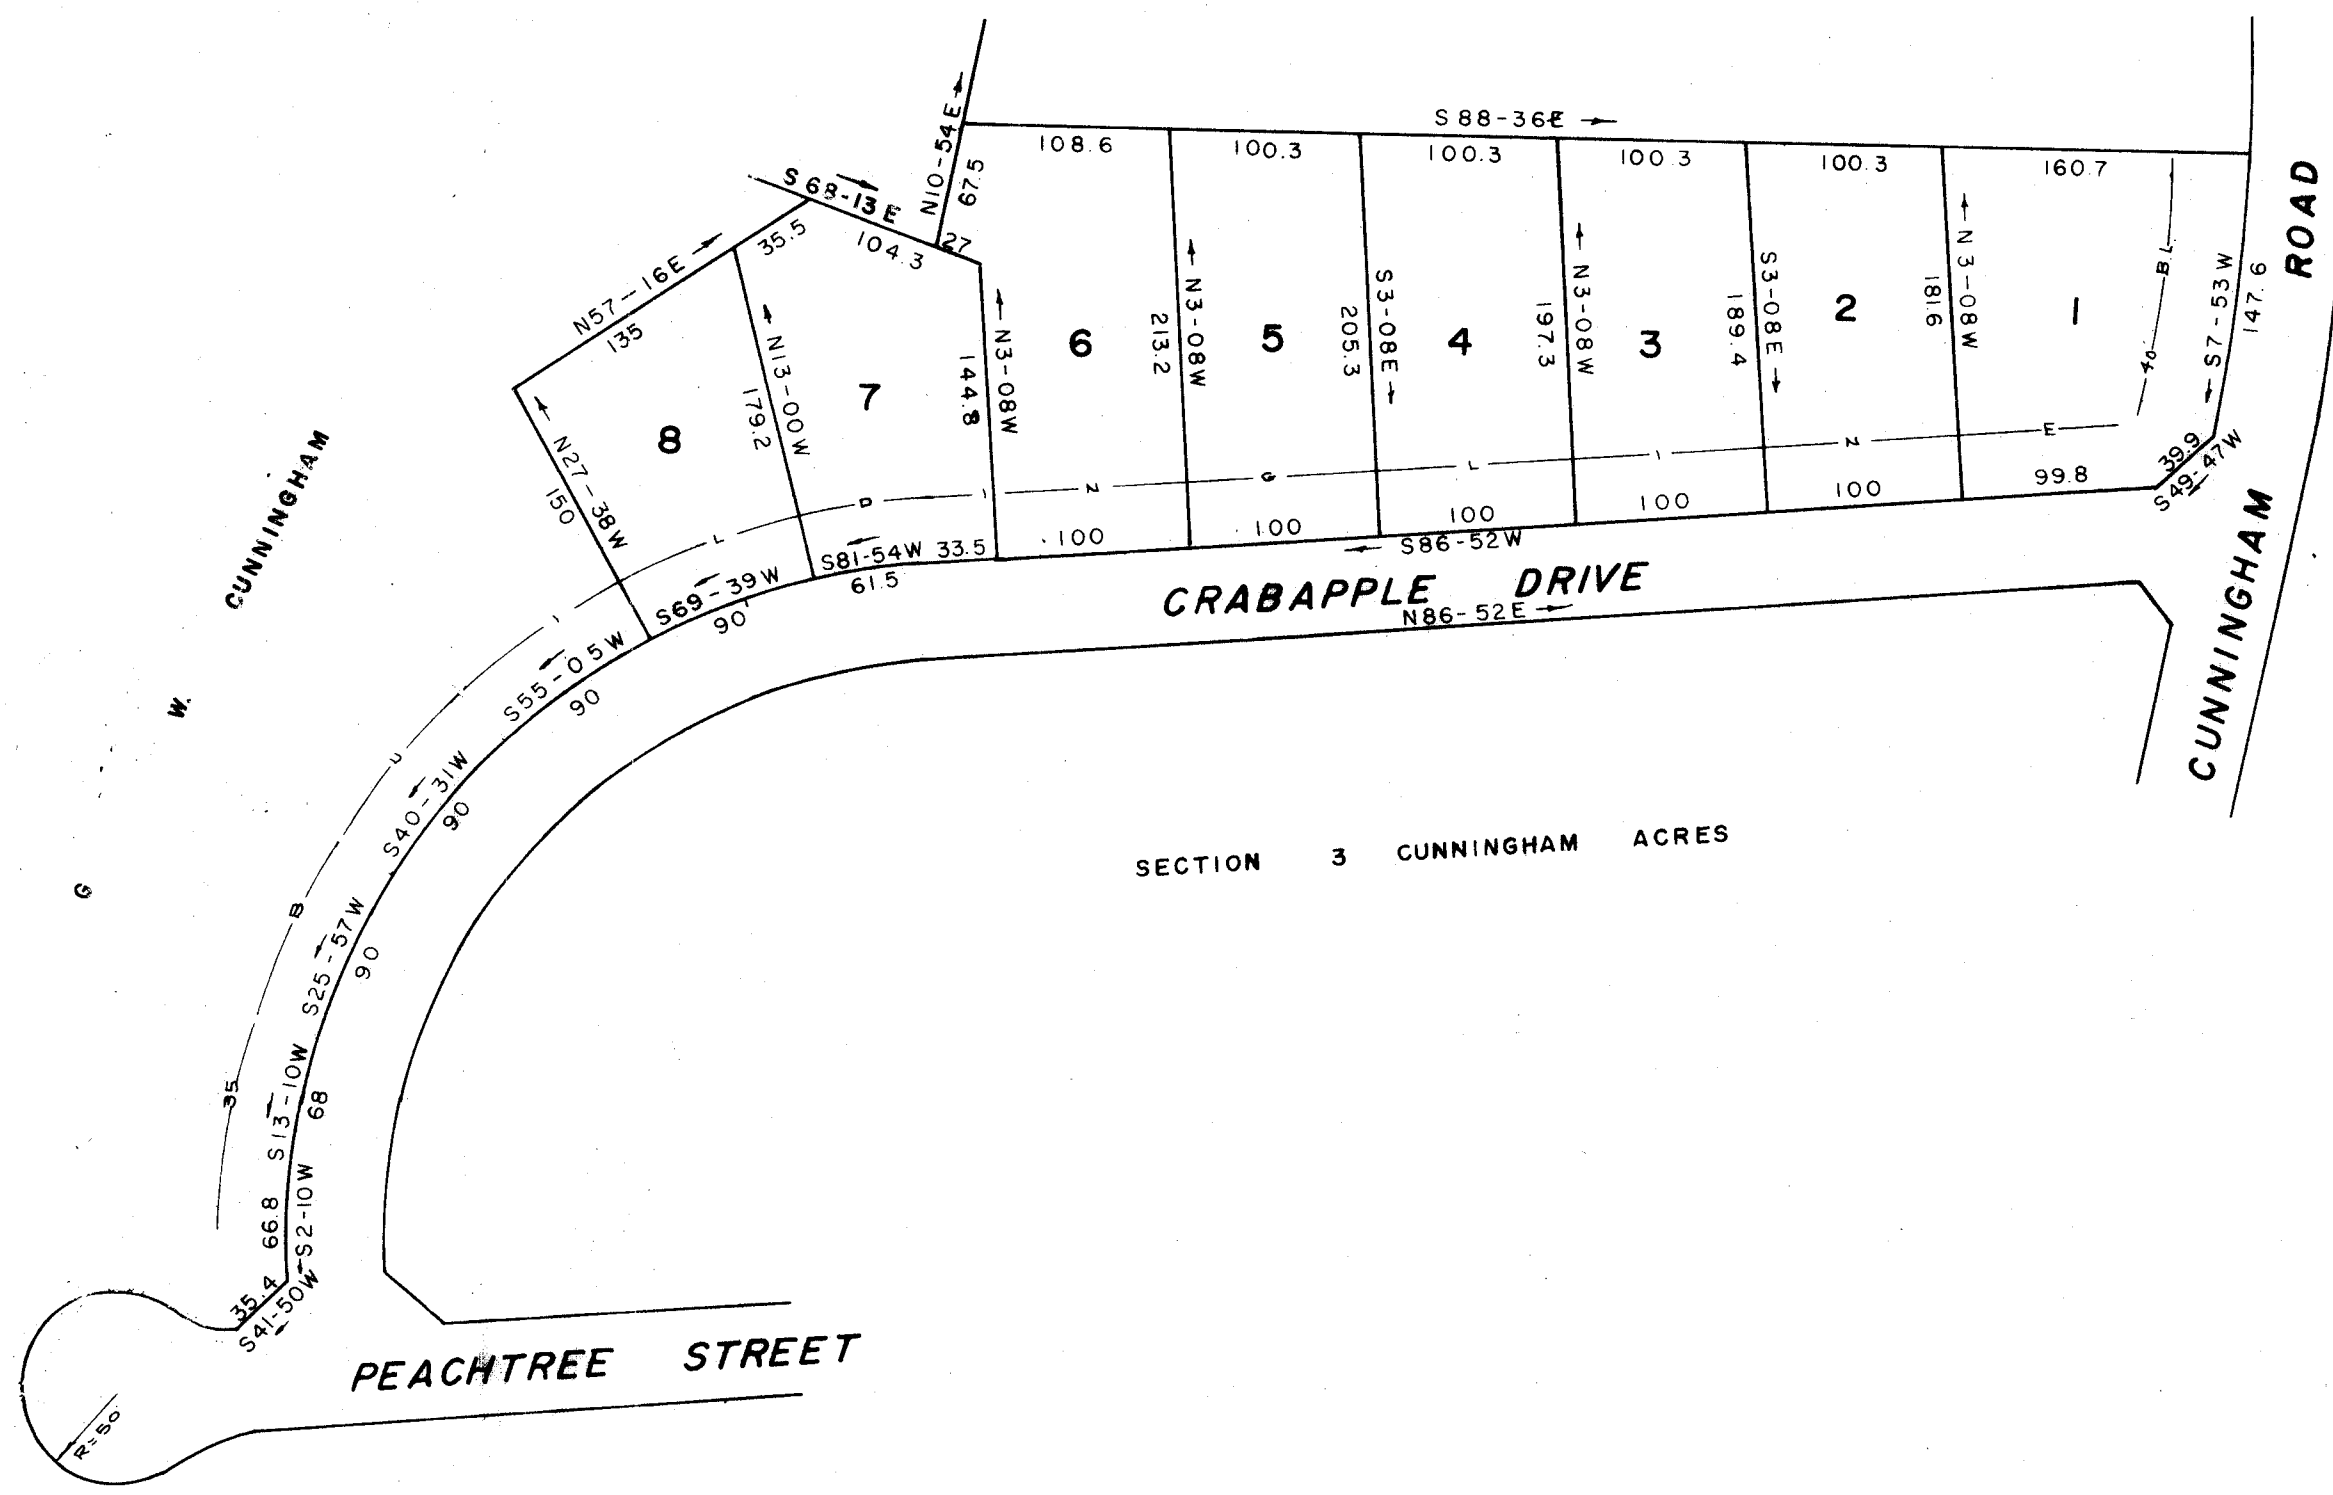 S 88-36E
108.6
100.3
100.3
100.3
100.3
160.7
N10-54E
67.5
S 68-13E
104.3
27
35.5
N57-16E
135
ROAD
S7-53W
147.6
40
B L
N3-08W
181.6
S3-08E
189.4
N3-08W
197.3
S3-08E
205.3
N3-08W
213.2
N3-08W
144.8
N13-00W
179.2
N27-38W
150
1
2
3
4
5
6
7
8
35 B U I L D I N G L I N E
39.9
S49-47W
99.8
100
100
100
100
100
S86-52W
33.5
S81-54W
61.5
S69-39W
90
S55-05W
90
S40-31W
90
S25-57W
90
S13-10W
68
66.8
S2-10W
35.4
S41-50W
CRABAPPLE DRIVE
N86-52E
CUNNINGHAM
G W. CUNNINGHAM
SECTION 3 CUNNINGHAM ACRES
PEACHTREE STREET
R=50